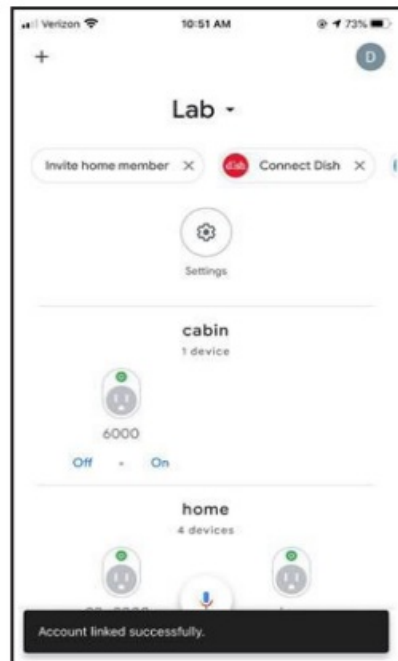 Verizon 10:51 AM 73%
D
Lab
Invite home member dish Connect Dish
Settings
cabin
1 device
6000
Off - On
home
4 devices
Account linked successfully.